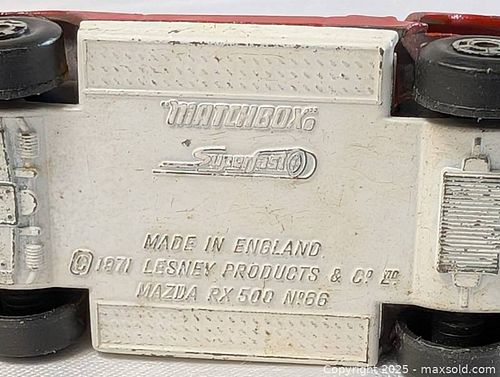 "MATCHBOX"®
Superfast
MADE IN ENGLAND
© 1971 LESNEY PRODUCTS & Cº LTD
MAZDA RX 500 Nº66
Copyright 2025 - maxsold.com